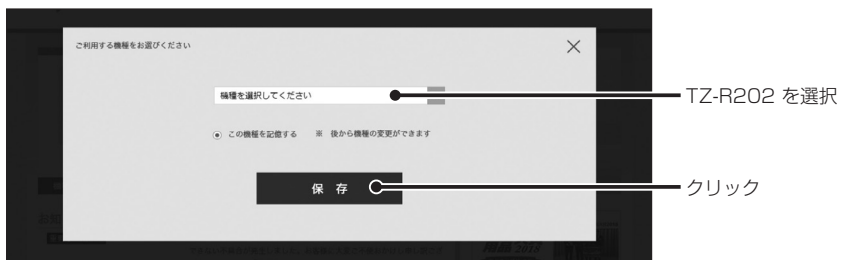 ご利用する機種をお選びください
機種を選択してください
TZ-R202 を選択
この機種を記憶する ※ 後から機種の変更ができます
保 存
クリック